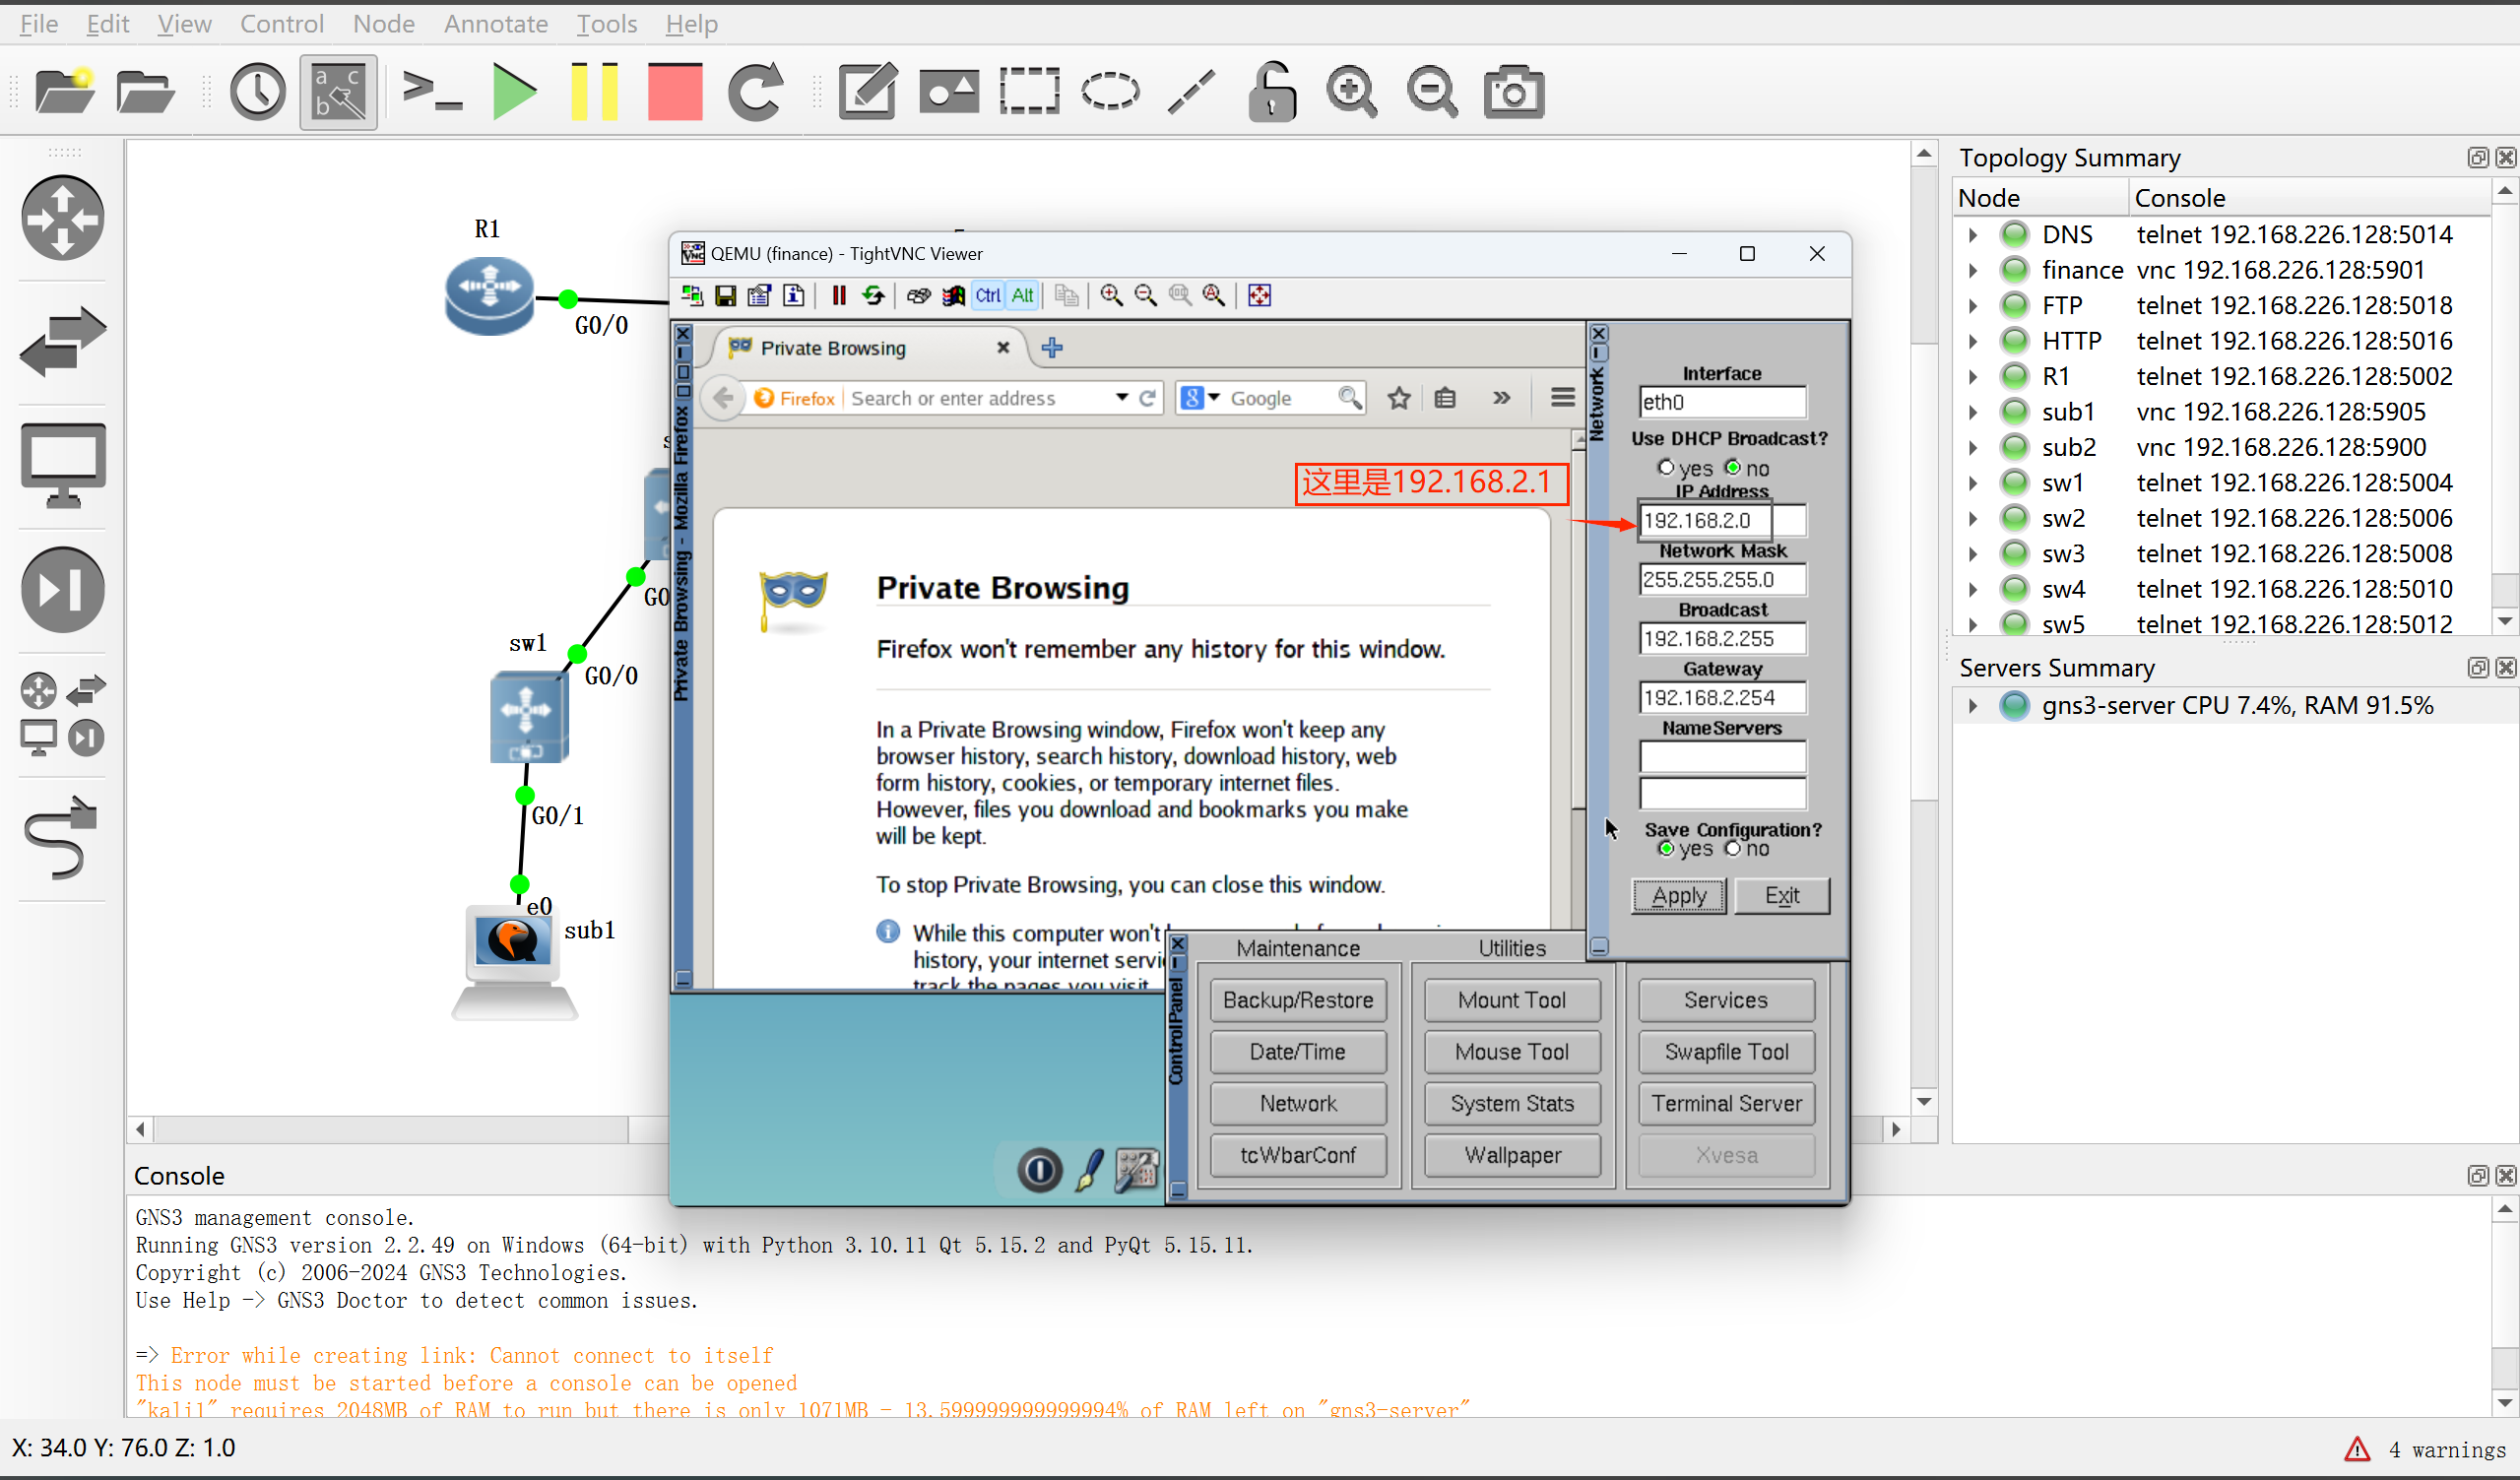 File Edit View Control Node Annotate Tools Help
R1
G0/0
sw1
G0/0
G0/1
e0
sub1
QEMU (finance) - TightVNC Viewer
Ctrl Alt
Private Browsing - Mozilla Firefox
Private Browsing
Firefox Search or enter address
Google
这里是192.168.2.1
Private Browsing
Firefox won't remember any history for this window.
In a Private Browsing window, Firefox won't keep any
browser history, search history, download history, web
form history, cookies, or temporary internet files.
However, files you download and bookmarks you make
will be kept.
To stop Private Browsing, you can close this window.
While this computer won't
history, your internet servi
track the pages you visit
Network
Interface
eth0
Use DHCP Broadcast?
yes no
IP Address
192.168.2.0
Network Mask
255.255.255.0
Broadcast
192.168.2.255
Gateway
192.168.2.254
NameServers
Save Configuration?
yes no
Apply Exit
ControlPanel
Maintenance Utilities
Backup/Restore Mount Tool Services
Date/Time Mouse Tool Swapfile Tool
Network System Stats Terminal Server
tcWbarConf Wallpaper Xvesa
Topology Summary
Node Console
DNS telnet 192.168.226.128:5014
finance vnc 192.168.226.128:5901
FTP telnet 192.168.226.128:5018
HTTP telnet 192.168.226.128:5016
R1 telnet 192.168.226.128:5002
sub1 vnc 192.168.226.128:5905
sub2 vnc 192.168.226.128:5900
sw1 telnet 192.168.226.128:5004
sw2 telnet 192.168.226.128:5006
sw3 telnet 192.168.226.128:5008
sw4 telnet 192.168.226.128:5010
sw5 telnet 192.168.226.128:5012
Servers Summary
gns3-server CPU 7.4%, RAM 91.5%
Console
GNS3 management console.
Running GNS3 version 2.2.49 on Windows (64-bit) with Python 3.10.11 Qt 5.15.2 and PyQt 5.15.11.
Copyright (c) 2006-2024 GNS3 Technologies.
Use Help -> GNS3 Doctor to detect common issues.
=> Error while creating link: Cannot connect to itself
This node must be started before a console can be opened
"kali1" requires 2048MB of RAM to run but there is only 1071MB - 13.599999999999994% of RAM left on "gns3-server"
X: 34.0 Y: 76.0 Z: 1.0
4 warnings